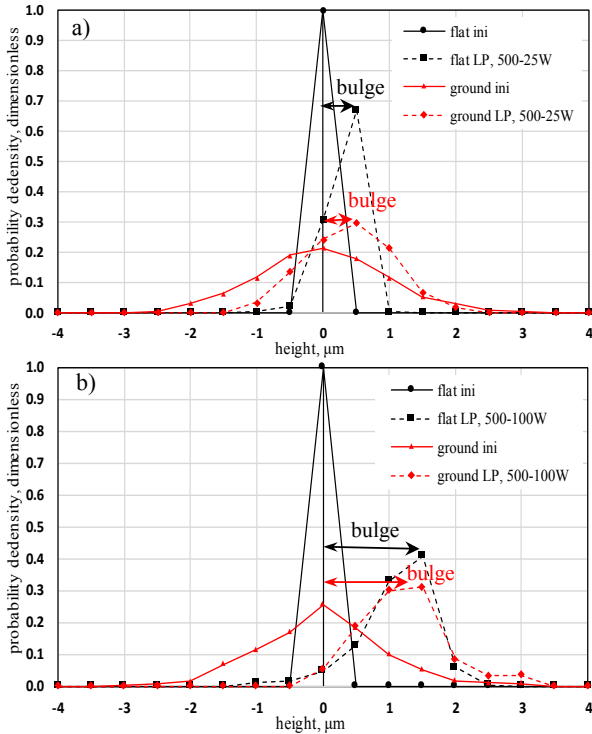 a)
probability dedensity, dimensionless
1.0
0.9
0.8
0.7
0.6
0.5
0.4
0.3
0.2
0.1
0.0
flat ini
flat LP, 500-25W
ground ini
ground LP, 500-25W
bulge
bulge
-4 -3 -2 -1 0 1 2 3 4
height, µm
b)
probability dedensity, dimensionless
1.0
0.9
0.8
0.7
0.6
0.5
0.4
0.3
0.2
0.1
0.0
flat ini
flat LP, 500-100W
ground ini
ground LP, 500-100W
bulge
bulge
-4 -3 -2 -1 0 1 2 3 4
height, µm